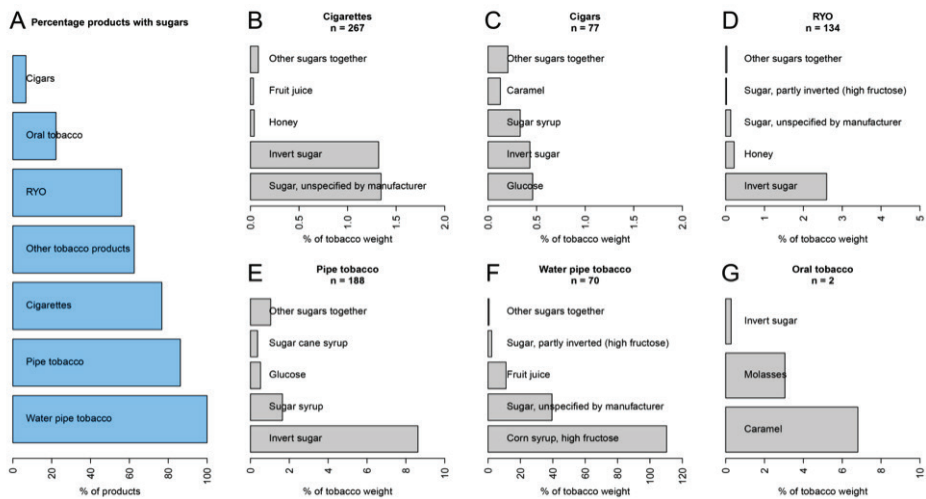 A Percentage products with sugars
Cigars
Oral tobacco
RYO
Other tobacco products
Cigarettes
Pipe tobacco
Water pipe tobacco
0 20 40 60 80 100
% of products
B Cigarettes
n = 267
Other sugars together
Fruit juice
Honey
Invert sugar
Sugar, unspecified by manufacturer
0.0 0.5 1.0 1.5 2.0
% of tobacco weight
C Cigars
n = 77
Other sugars together
Caramel
Sugar syrup
Invert sugar
Glucose
0.0 0.5 1.0 1.5 2.0
% of tobacco weight
D RYO
n = 134
Other sugars together
Sugar, partly inverted (high fructose)
Sugar, unspecified by manufacturer
Honey
Invert sugar
0 1 2 3 4 5
% of tobacco weight
E Pipe tobacco
n = 188
Other sugars together
Sugar cane syrup
Glucose
Sugar syrup
Invert sugar
0 2 4 6 8 10
% of tobacco weight
F Water pipe tobacco
n = 70
Other sugars together
Sugar, partly inverted (high fructose)
Fruit juice
Sugar, unspecified by manufacturer
Corn syrup, high fructose
0 20 40 60 80 100 120
% of tobacco weight
G Oral tobacco
n = 2
Invert sugar
Molasses
Caramel
0 2 4 6 8 10
% of tobacco weight